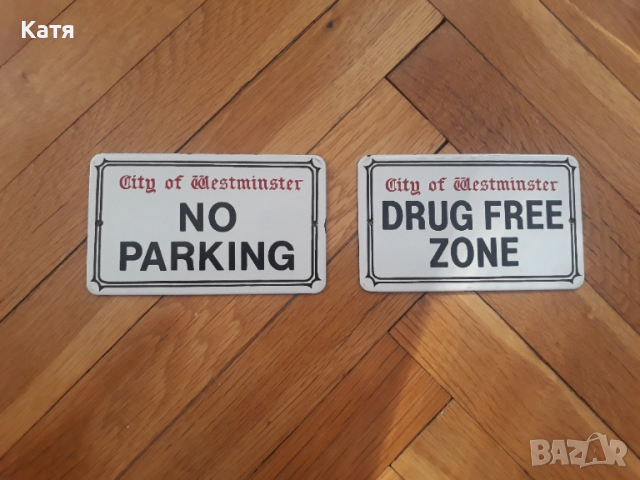 Катя
City of Westminster
NO
PARKING
City of Westminster
DRUG FREE
ZONE
BAZAR